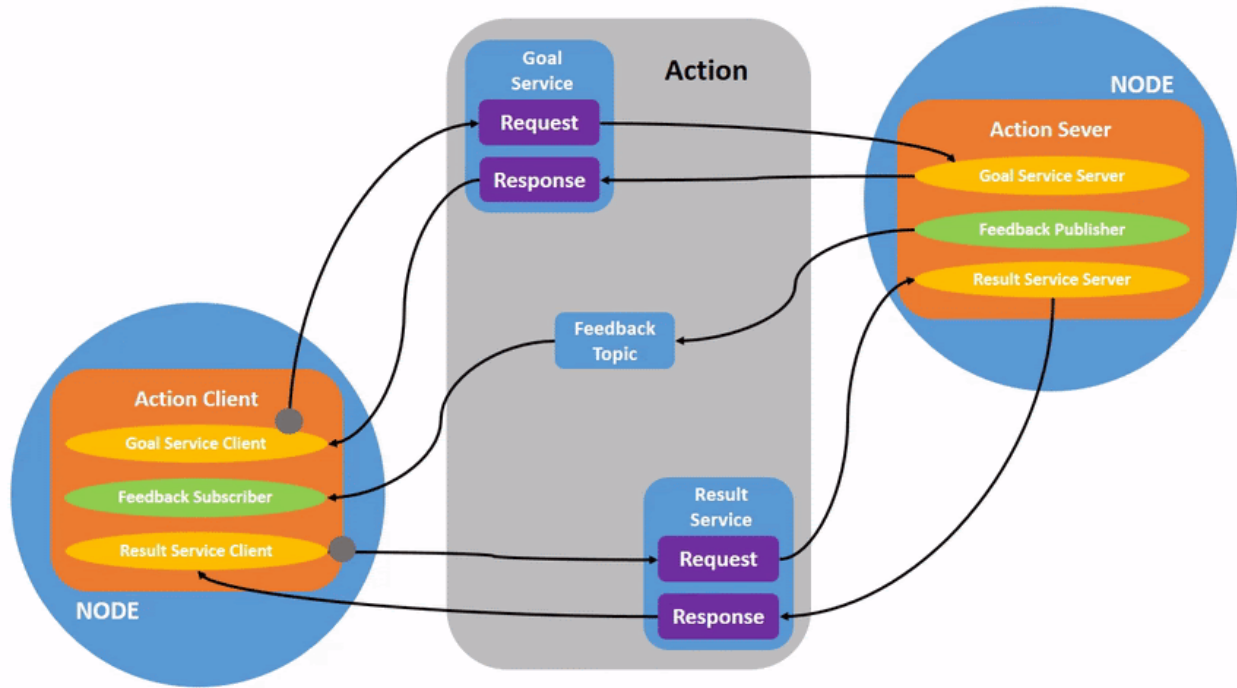 Goal
Service
Request
Response
Action
NODE
Action Sever
Goal Service Server
Feedback Publisher
Result Service Server
Feedback
Topic
Action Client
Goal Service Client
Feedback Subscriber
Result Service Client
NODE
Result
Service
Request
Response